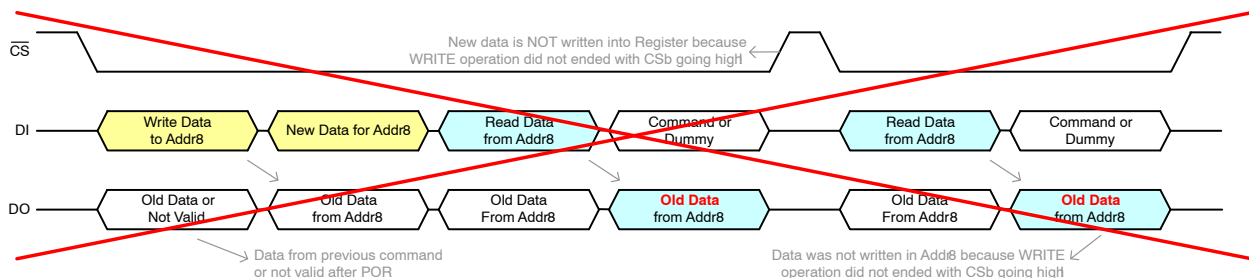 CS
New data is NOT written into Register because
WRITE operation did not ended with CSb going high
DI
Write Data
to Addr8
New Data for Addr8
Read Data
from Addr8
Command or
Dummy
Read Data
from Addr8
Command or
Dummy
DO
Old Data or
Not Valid
Old Data
from Addr8
Old Data
From Addr8
Old Data
from Addr8
Old Data
From Addr8
Old Data
from Addr8
Data from previous command
or not valid after POR
Data was not written in Addr8 because WRITE
operation did not ended with CSb going high